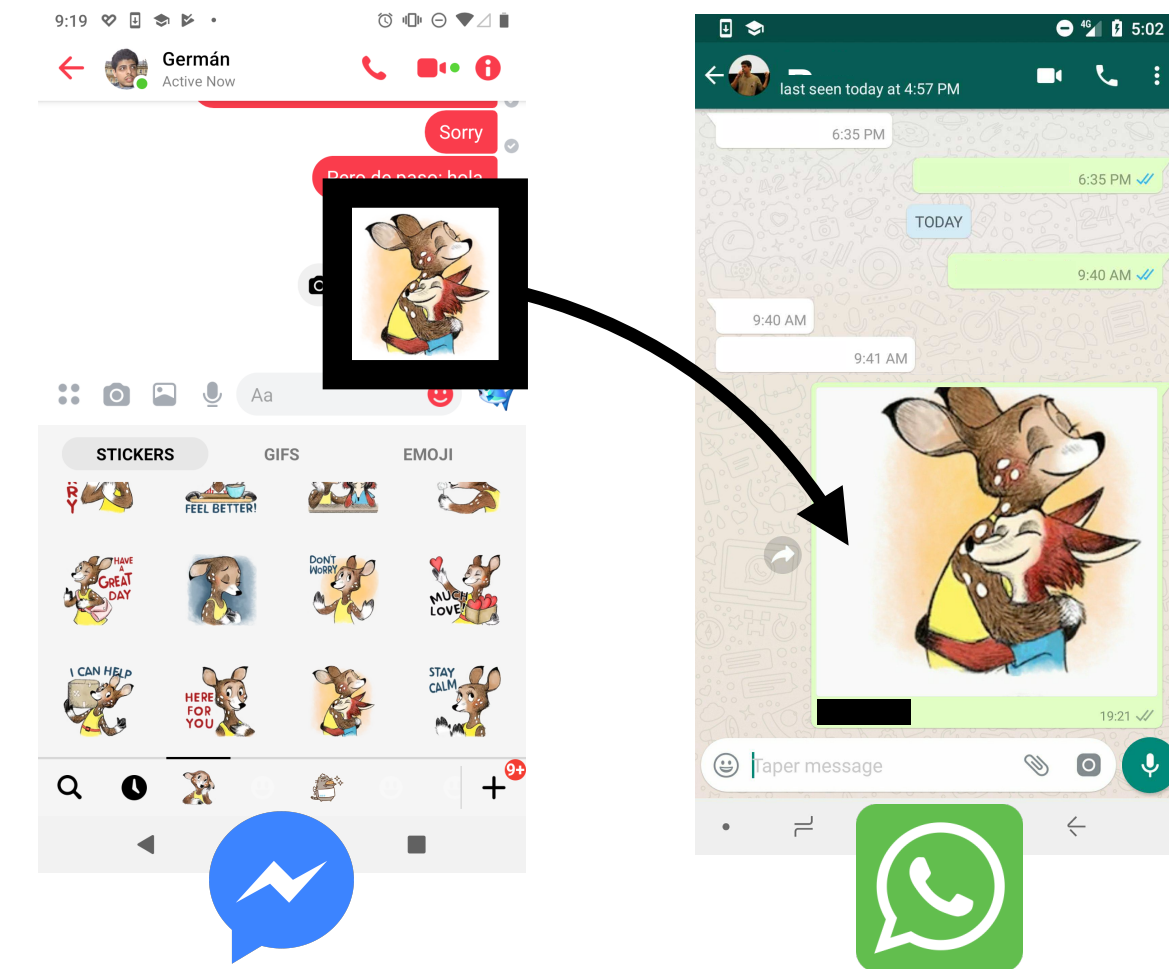 9:19
Germán
Active Now
Sorry
Pero de paso: hola
Aa
STICKERS
GIFS
EMOJI
R
Y
FEEL BETTER!
HAVE
A
GREAT
DAY
DON'T
WORRY
MUCH
LOVE!
I CAN HELP
HERE
FOR
YOU
STAY
CALM
9+
4G
5:02
last seen today at 4:57 PM
6:35 PM
6:35 PM
TODAY
9:40 AM
9:40 AM
9:41 AM
19:21
Taper message